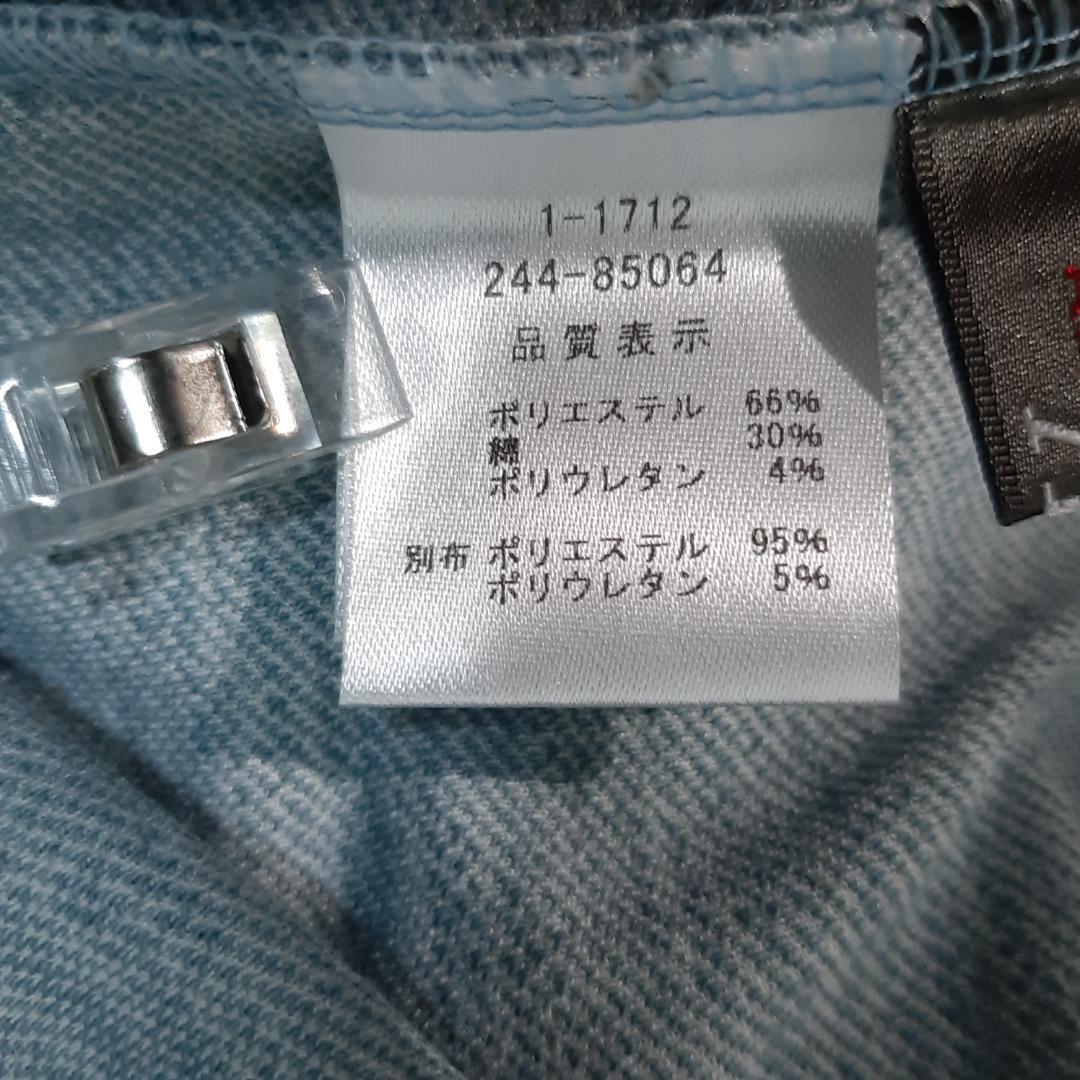 1-1712
244-85064
品質表示
ポリエステル 66%
綿 30%
ポリウレタン 4%
別布 ポリエステル 95%
ポリウレタン 5%